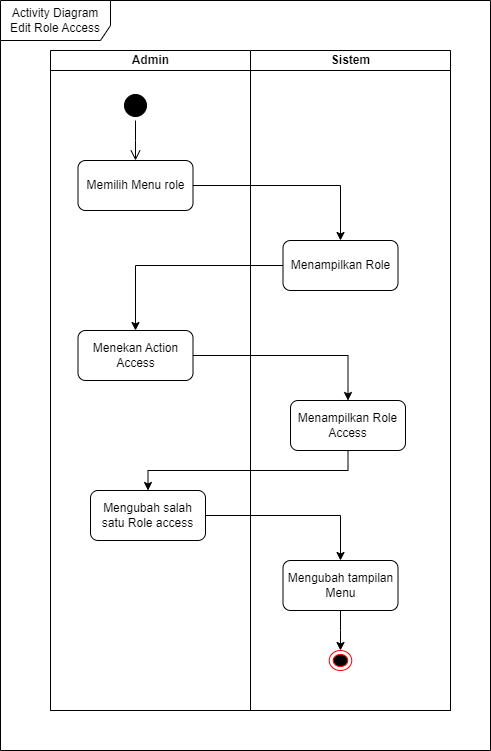 Activity Diagram
Edit Role Access
Admin
Sistem
Memilih Menu role
Menampilkan Role
Menekan Action
Access
Menampilkan Role
Access
Mengubah salah
satu Role access
Mengubah tampilan
Menu